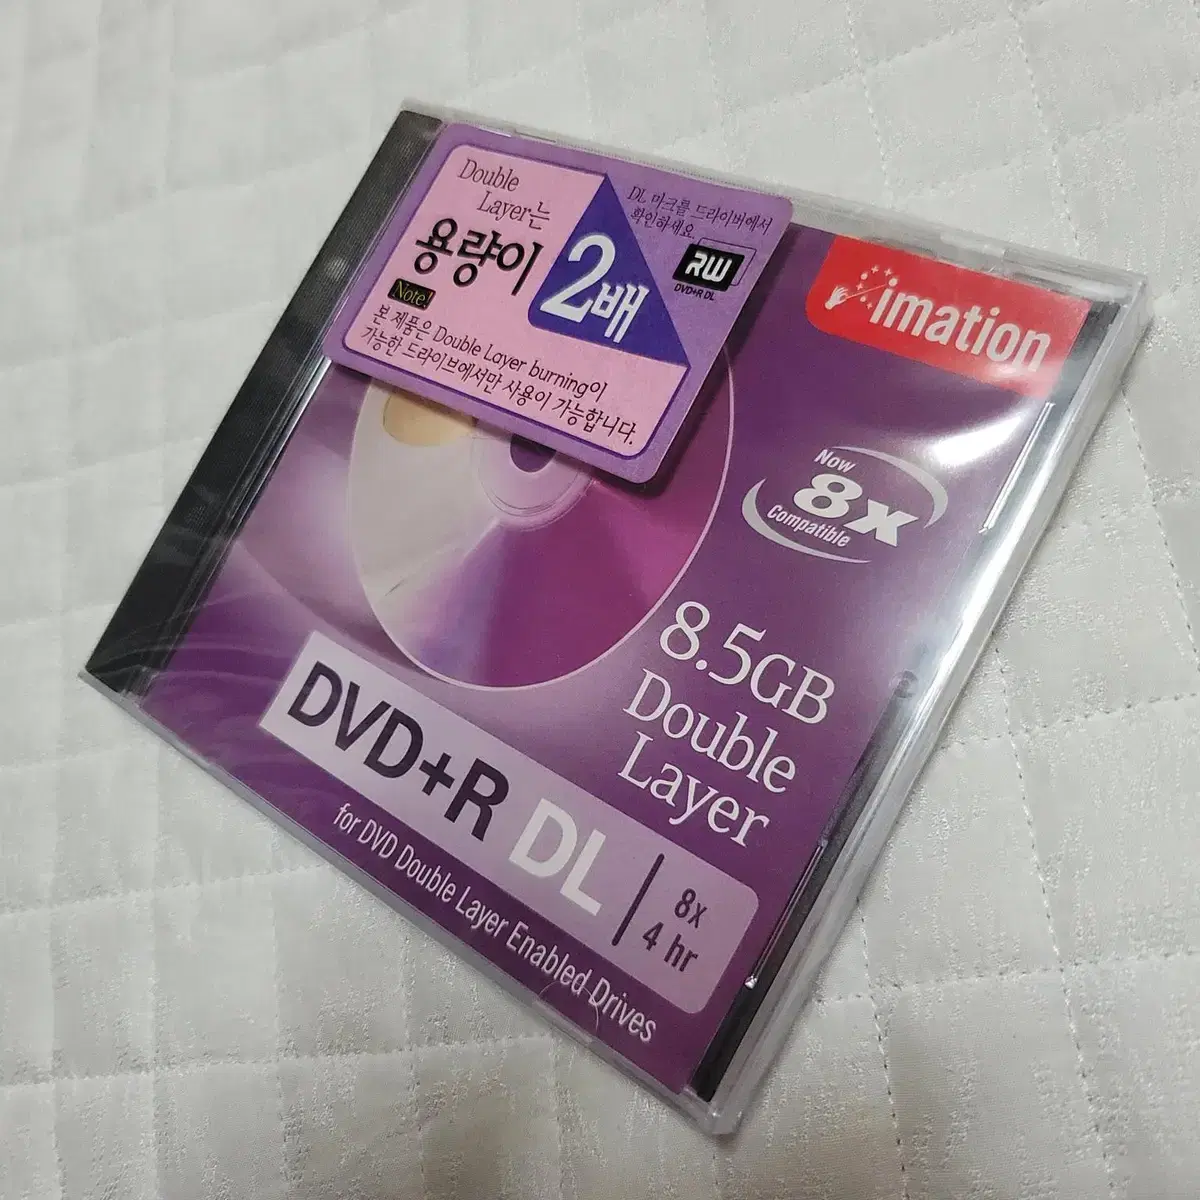 Double
Layer는
용량이
2배
DL 마크를 드라이버에서
확인하세요.
RW
DVD+R DL
Note!
본 제품은 Double Layer burning이
가능한 드라이브에서만 사용이 가능합니다.
imation
Now
8x
Compatible
8.5GB
Double
Layer
DVD+R DL
8x
4 hr
for DVD Double Layer Enabled Drives